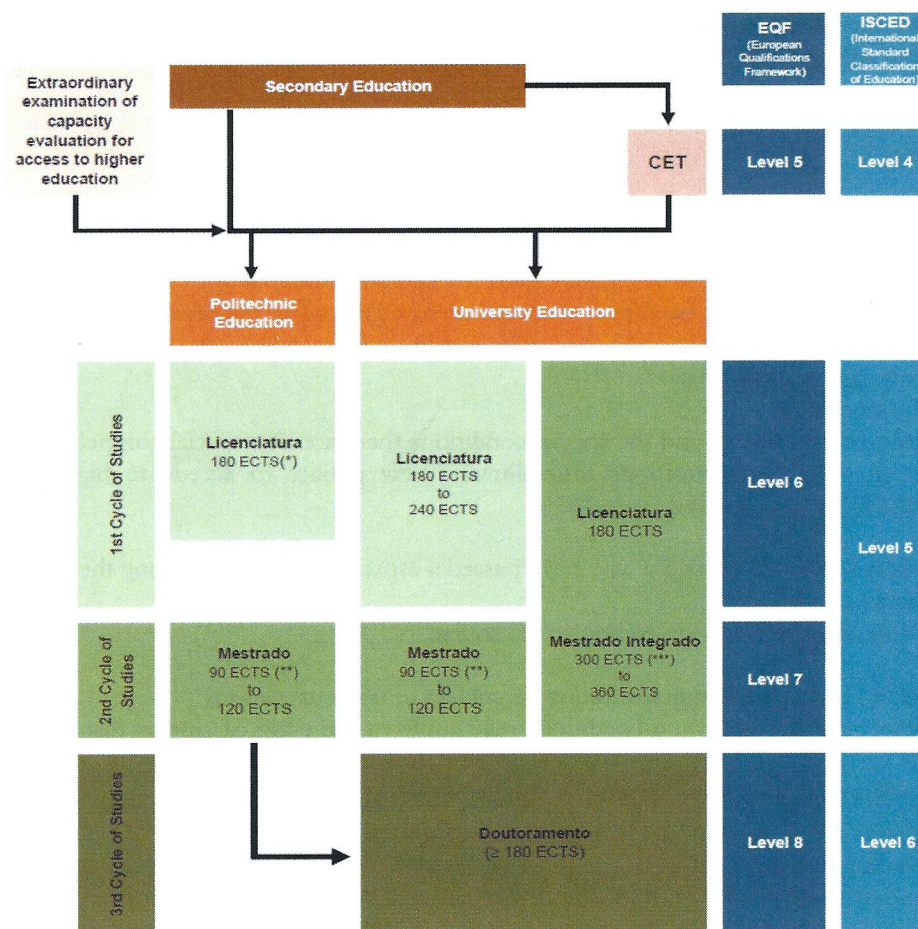 EQF
(European
Qualifications
Framework)
ISCED
(International
Standard
Classification
of Education)
Extraordinary
examination of
capacity
evaluation for
access to higher
education
Secondary Education
CET
Level 5
Level 4
Politechnic
Education
University Education
1st Cycle of Studies
Licenciatura
180 ECTS(*)
Licenciatura
180 ECTS
to
240 ECTS
Licenciatura
180 ECTS
Level 6
Level 5
2nd Cycle of
Studies
Mestrado
90 ECTS (**)
to
120 ECTS
Mestrado
90 ECTS (**)
to
120 ECTS
Mestrado Integrado
300 ECTS (***)
to
360 ECTS
Level 7
3rd Cycle of Studies
Doutoramento
(≥ 180 ECTS)
Level 8
Level 6